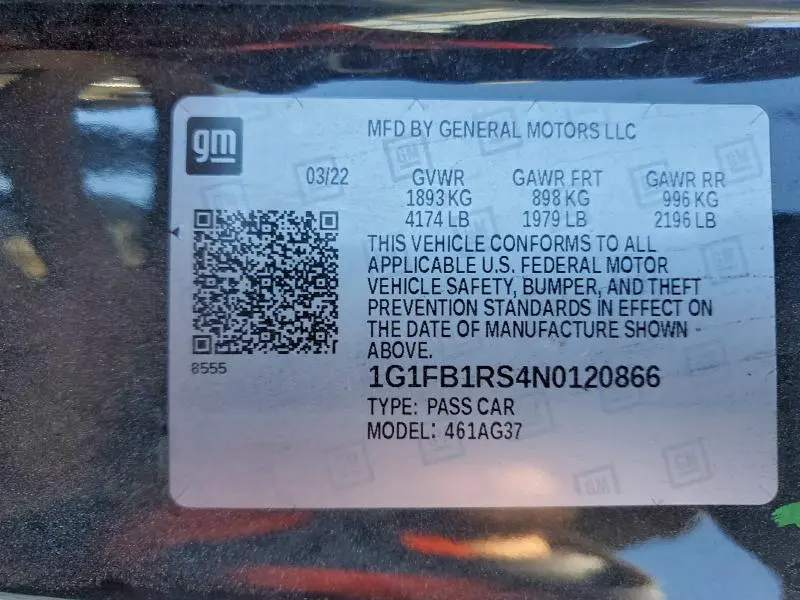 gm
MFD BY GENERAL MOTORS LLC
03/22 GVWR GAWR FRT GAWR RR
1893 KG 898 KG 996 KG
4174 LB 1979 LB 2196 LB
THIS VEHICLE CONFORMS TO ALL
APPLICABLE U.S. FEDERAL MOTOR
VEHICLE SAFETY, BUMPER, AND THEFT
PREVENTION STANDARDS IN EFFECT ON
THE DATE OF MANUFACTURE SHOWN
ABOVE.
8555
1G1FB1RS4N0120866
TYPE: PASS CAR
MODEL: 461AG37